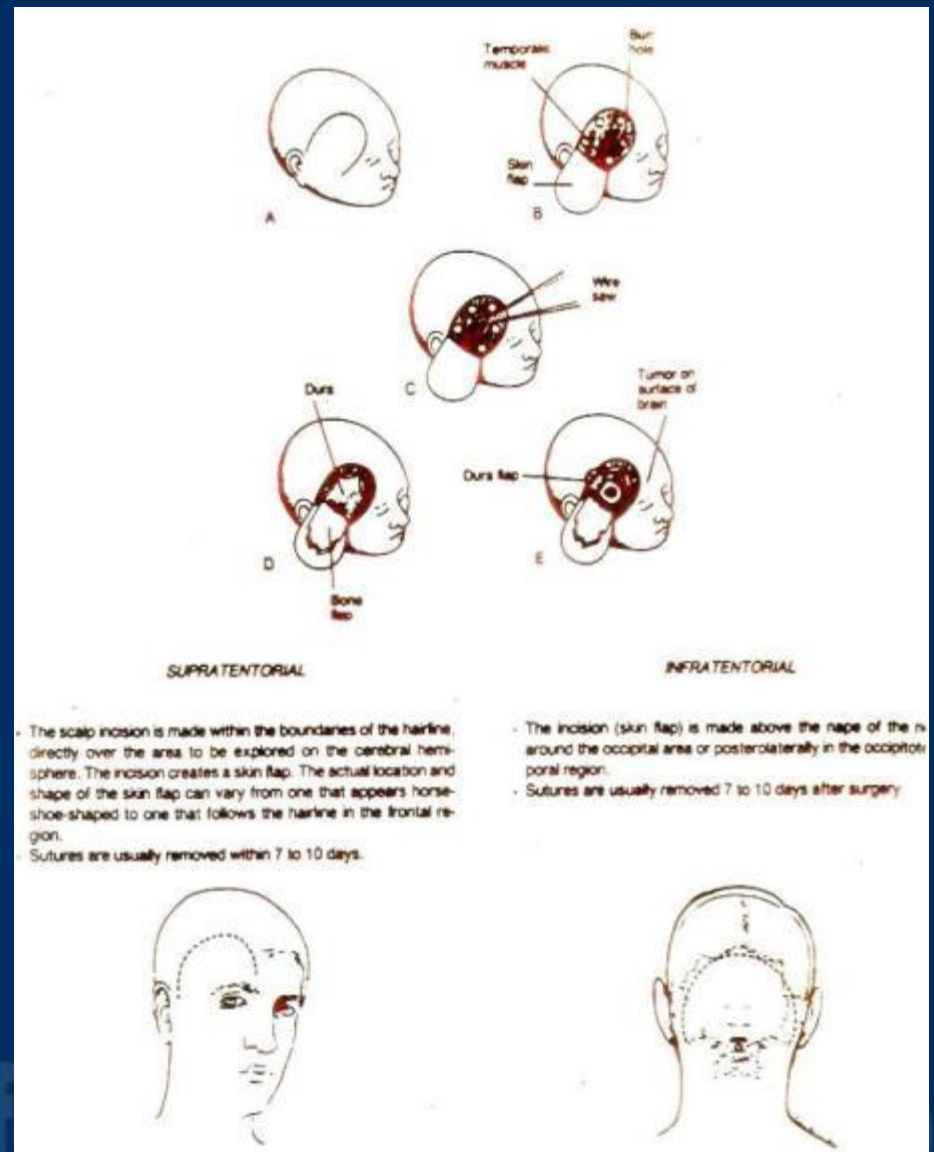 Temporalis
muscle
Burr
hole
Skin
flap
A
B
Wire
saw
C
Dura
Tumor on
surface of
brain
Dura flap
D
E
Bone
flap
SUPRATENTORIAL
- The scalp incision is made within the boundaries of the hairline,
directly over the area to be explored on the cerebral hemi-
sphere. The incision creates a skin flap. The actual location and
shape of the skin flap can vary from one that appears horse-
shoe-shaped to one that follows the hairline in the frontal re-
gion.
- Sutures are usually removed within 7 to 10 days.
INFRATENTORIAL
- The incision (skin flap) is made above the nape of the
around the occipital area or posterolaterally in the occipitot
poral region.
- Sutures are usually removed 7 to 10 days after surgery